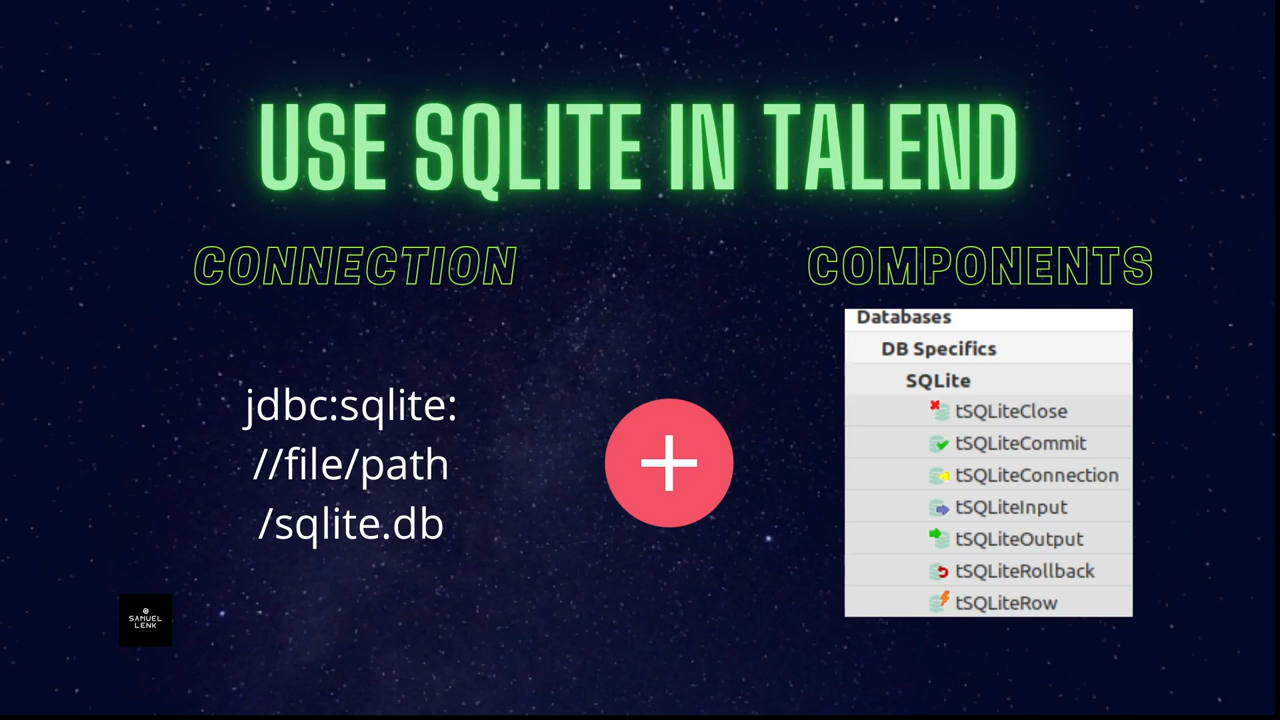 USE SQLITE IN TALEND
CONNECTION
COMPONENTS
jdbc:sqlite:
//file/path
/sqlite.db
Databases
DB Specifics
SQLite
tSQLiteClose
tSQLiteCommit
tSQLiteConnection
tSQLiteInput
tSQLiteOutput
tSQLiteRollback
tSQLiteRow
SAMUEL
LENK